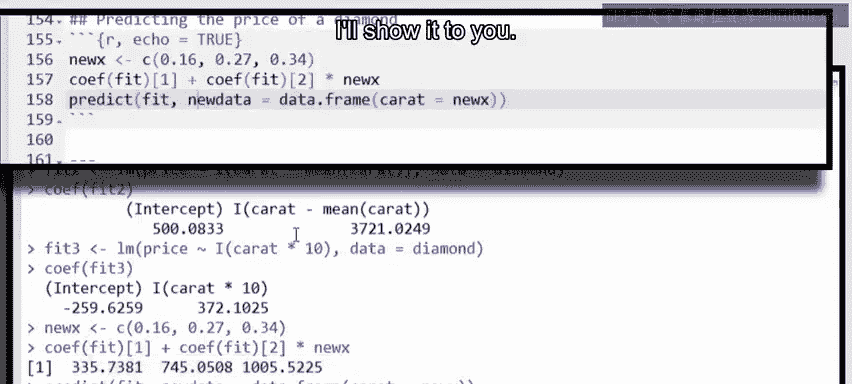 154 ## Predicting the price of a diamond
I'll show it to you.
155 ```{r, echo = TRUE}
156 newx <- c(0.16, 0.27, 0.34)
157 coef(fit)[1] + coef(fit)[2] * newx
158 predict(fit, newdata = data.frame(carat = newx))
159 ```
160
161 ---
> coef(fit2)
(Intercept) I(carat - mean(carat))
500.0833 3721.0249
> fit3 <- lm(price ~ I(carat * 10), data = diamond)
> coef(fit3)
(Intercept) I(carat * 10)
-259.6259 372.1025
> newx <- c(0.16, 0.27, 0.34)
> coef(fit)[1] + coef(fit)[2] * newx
[1] 335.7381 745.0508 1005.5225